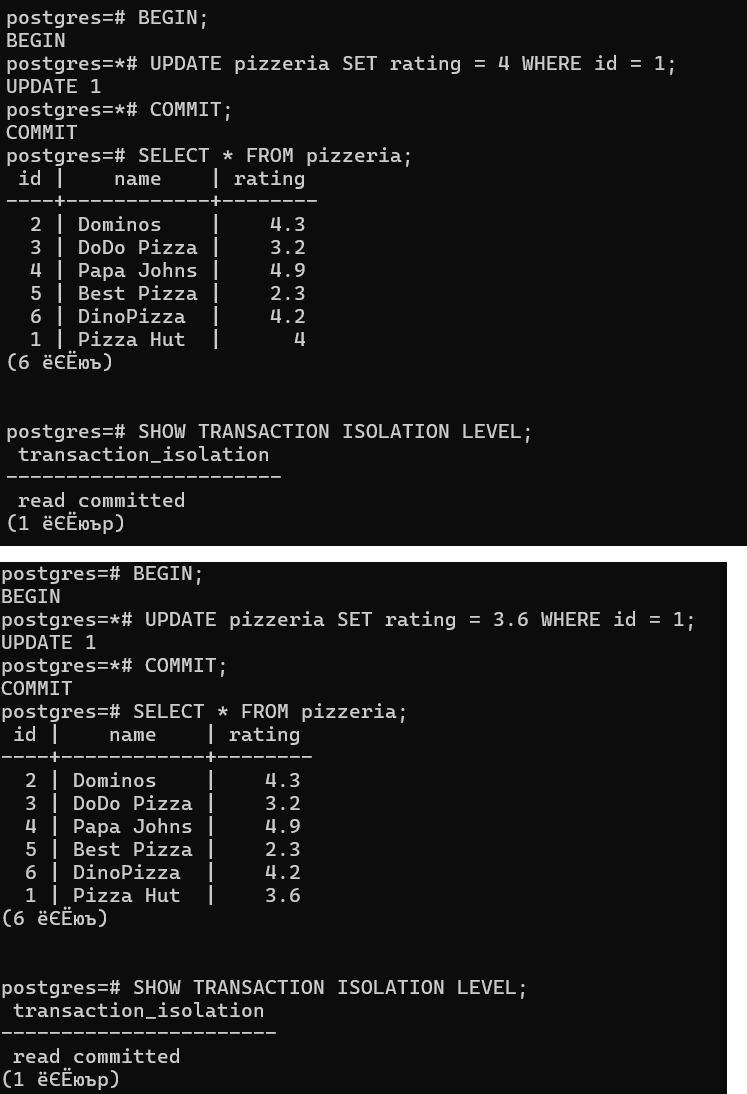 postgres=# BEGIN;
BEGIN
postgres=*# UPDATE pizzeria SET rating = 4 WHERE id = 1;
UPDATE 1
postgres=*# COMMIT;
COMMIT
postgres=# SELECT * FROM pizzeria;
 id |    name    | rating
----+------------+--------
  2 | Dominos    |    4.3
  3 | DoDo Pizza |    3.2
  4 | Papa Johns |    4.9
  5 | Best Pizza |    2.3
  6 | DinoPizza  |    4.2
  1 | Pizza Hut  |      4
(6 ёЄЁюъ)
postgres=# SHOW TRANSACTION ISOLATION LEVEL;
 transaction_isolation
-----------------------
 read committed
(1 ёЄЁюър)
postgres=# BEGIN;
BEGIN
postgres=*# UPDATE pizzeria SET rating = 3.6 WHERE id = 1;
UPDATE 1
postgres=*# COMMIT;
COMMIT
postgres=# SELECT * FROM pizzeria;
 id |    name    | rating
----+------------+--------
  2 | Dominos    |    4.3
  3 | DoDo Pizza |    3.2
  4 | Papa Johns |    4.9
  5 | Best Pizza |    2.3
  6 | DinoPizza  |    4.2
  1 | Pizza Hut  |    3.6
(6 ёЄЁюъ)
postgres=# SHOW TRANSACTION ISOLATION LEVEL;
 transaction_isolation
-----------------------
 read committed
(1 ёЄЁюър)